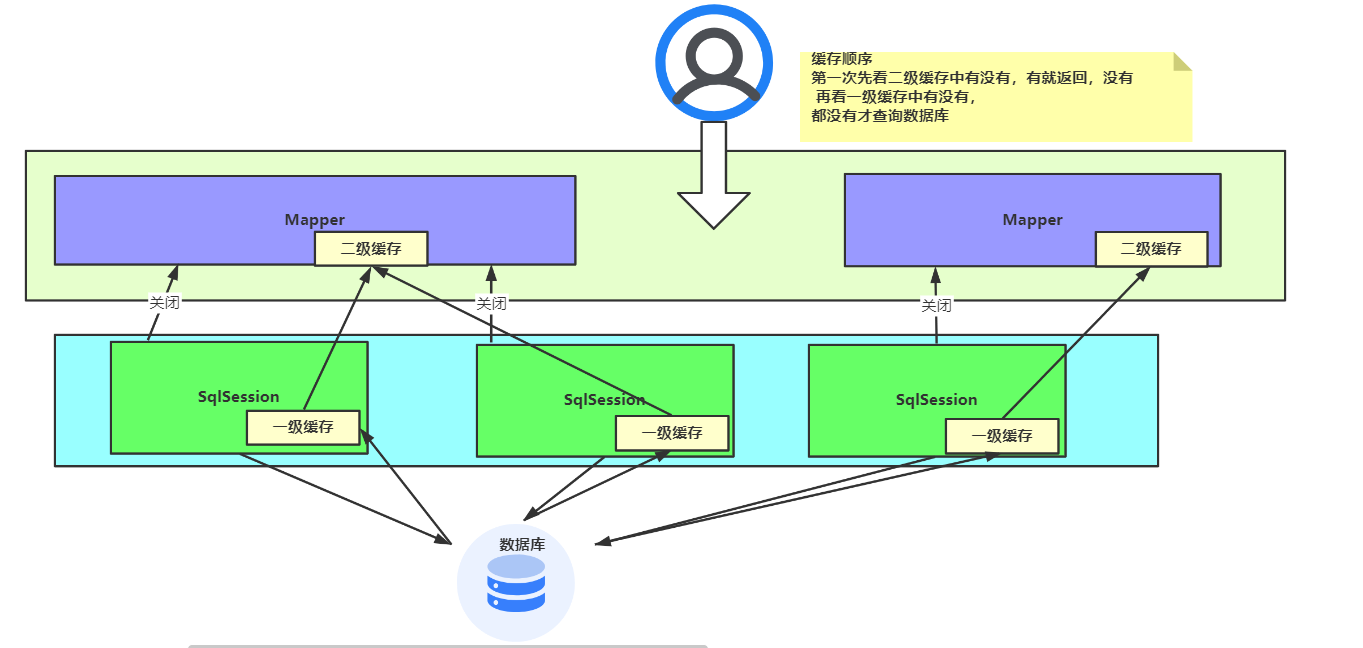 缓存顺序
第一次先看二级缓存中有没有，有就返回，没有
再看一级缓存中有没有，
都没有才查询数据库
Mapper
二级缓存
Mapper
二级缓存
关闭
关闭
关闭
SqlSession
一级缓存
SqlSession
一级缓存
SqlSession
一级缓存
数据库